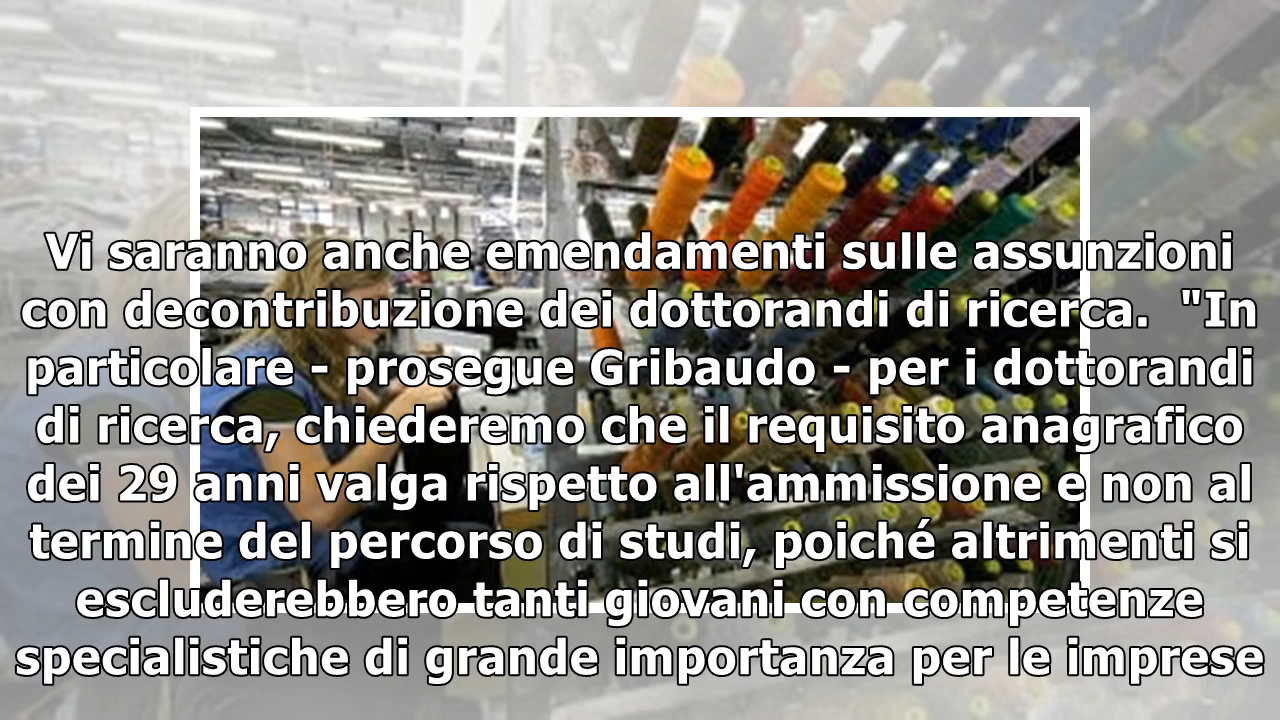 Vi saranno anche emendamenti sulle assunzioni
con decontribuzione dei dottorandi di ricerca.  "In
particolare - prosegue Gribaudo - per i dottorandi
di ricerca, chiederemo che il requisito anagrafico
dei 29 anni valga rispetto all'ammissione e non al
termine del percorso di studi, poiché altrimenti si
escluderebbero tanti giovani con competenze
specialistiche di grande importanza per le imprese